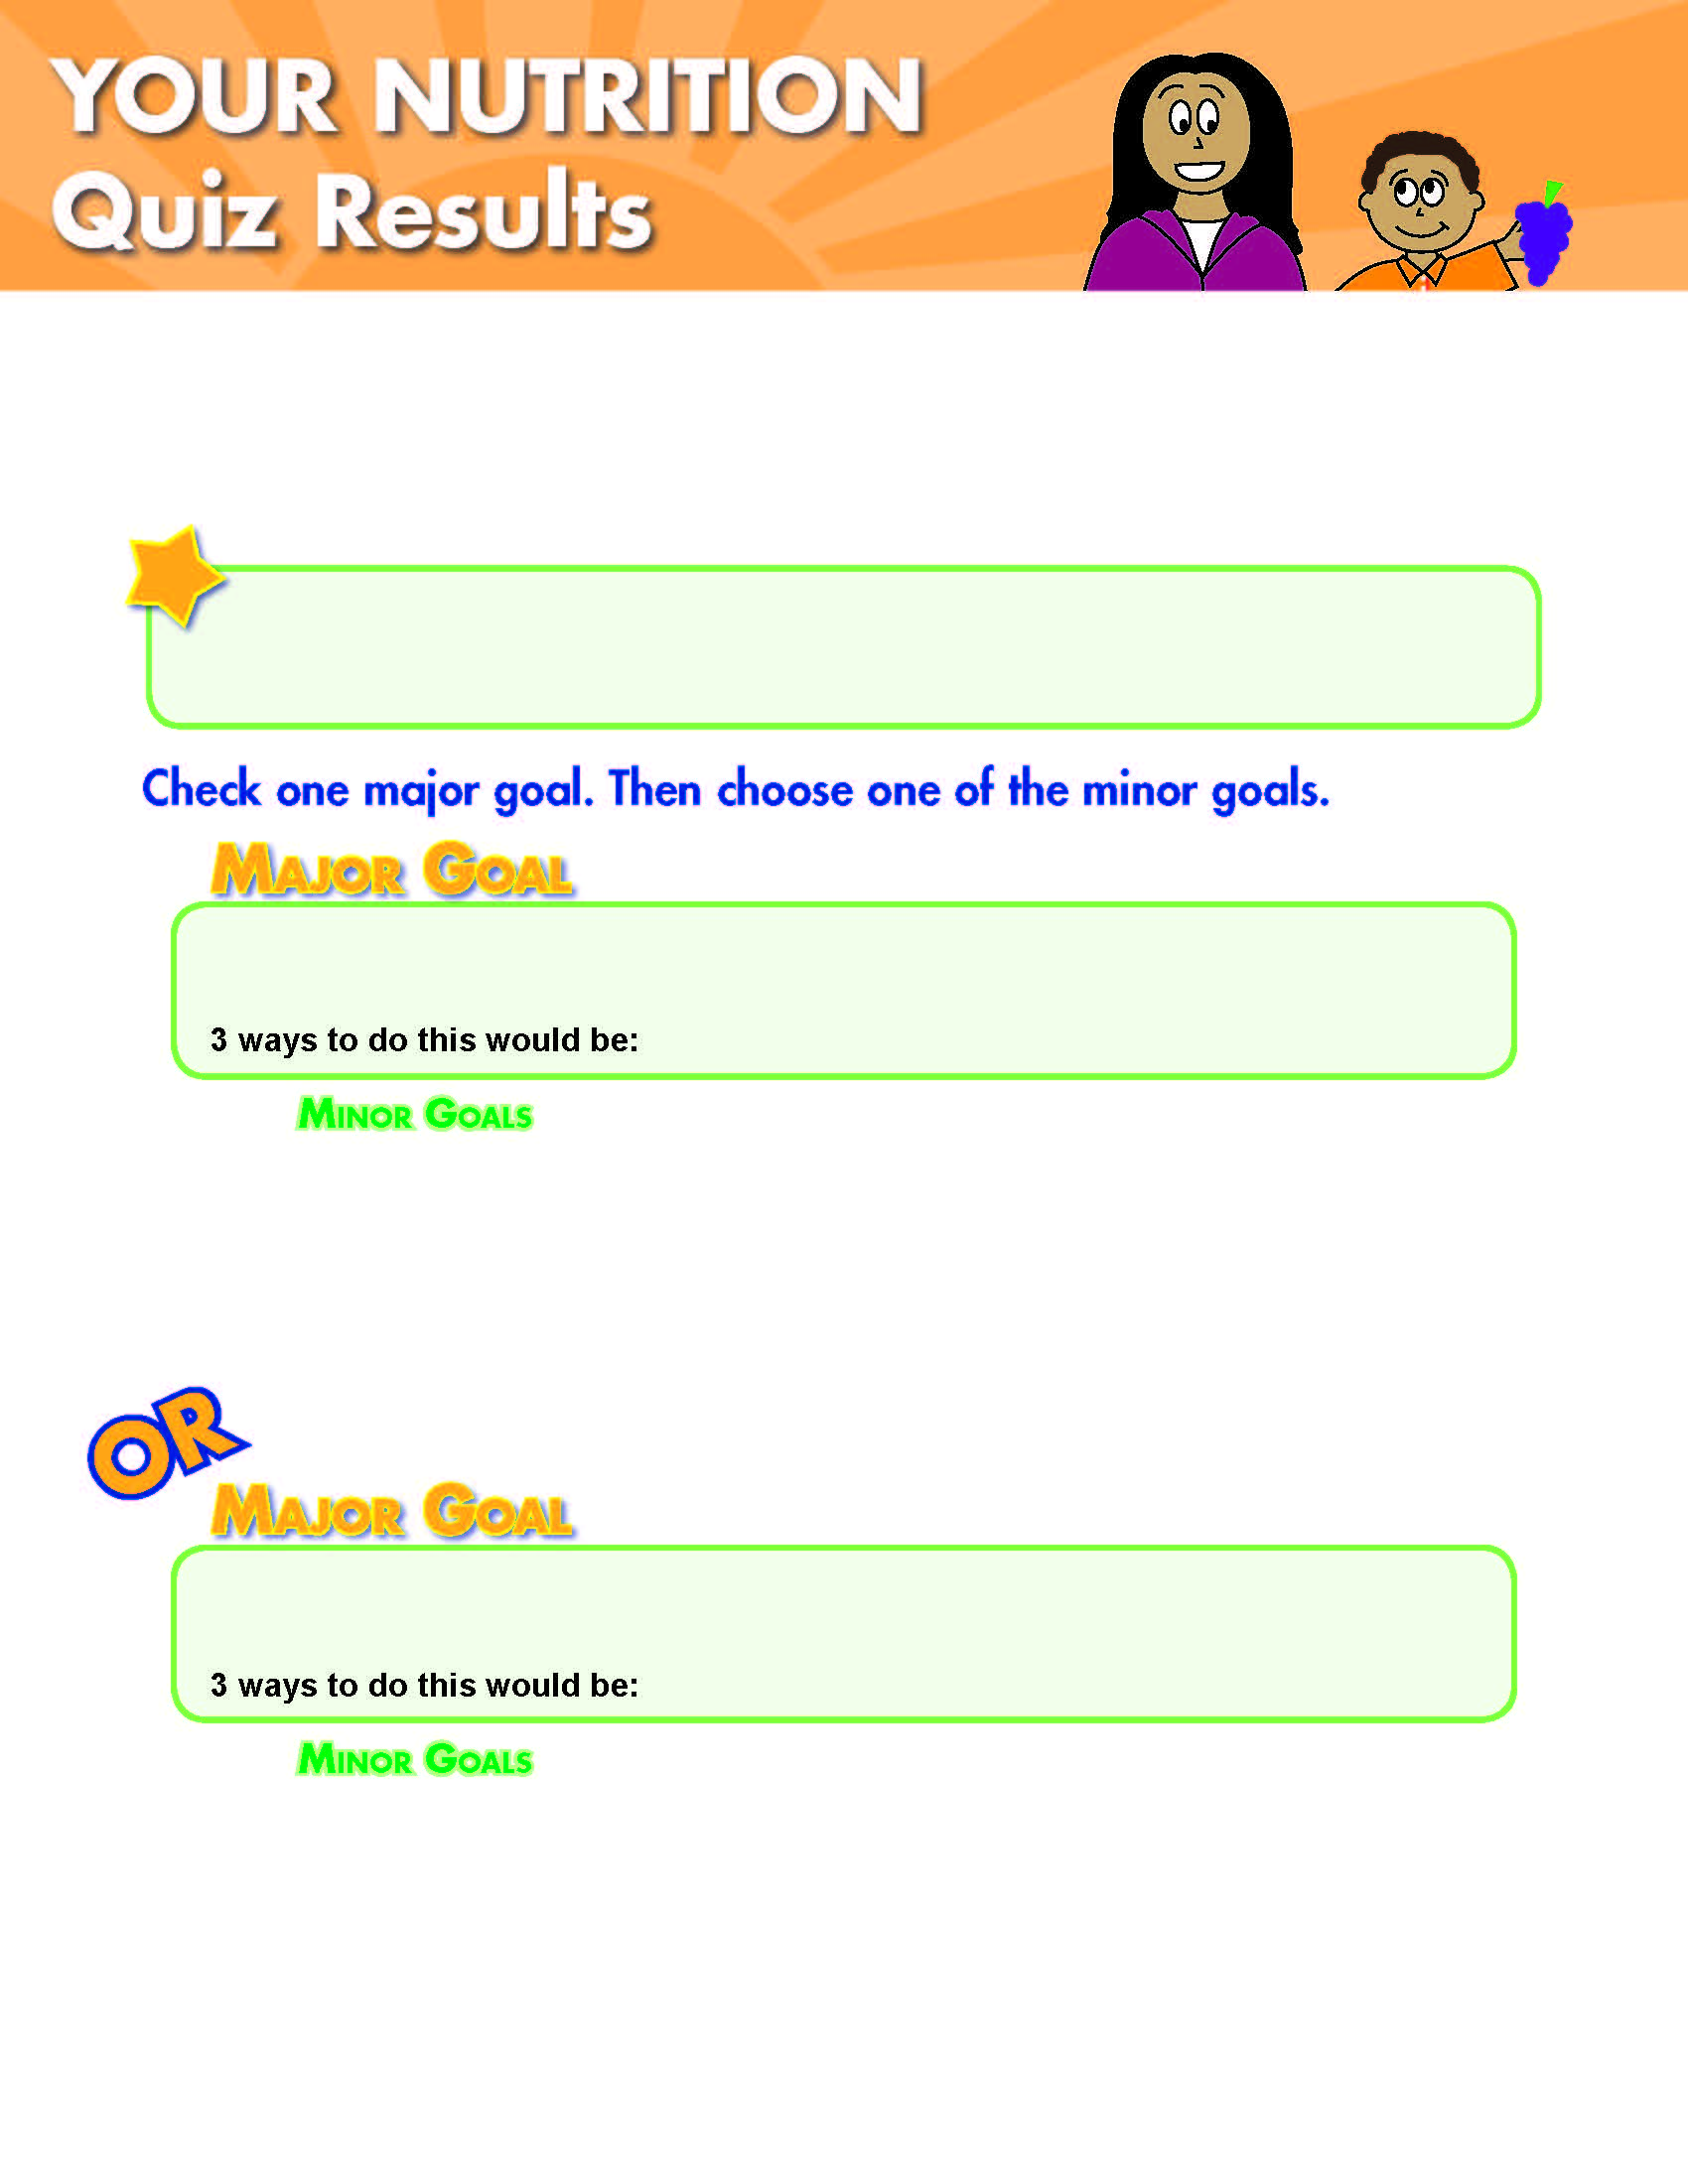 YOUR NUTRITION
Quiz Results
Check one major goal. Then choose one of the minor goals.
MAJOR GOAL
3 ways to do this would be:
MINOR GOALS
OR
MAJOR GOAL
3 ways to do this would be:
MINOR GOALS